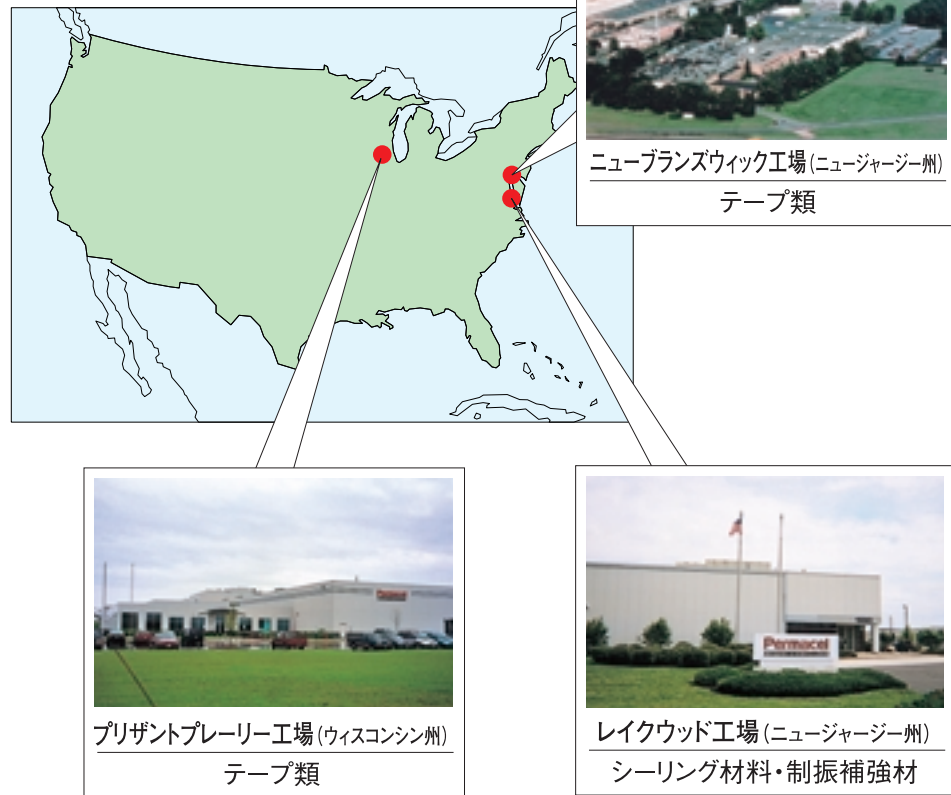 ニューブランズウィック工場(ニュージャージー州)
テープ類
Permacel
プリザントプレーリー工場(ウィスコンシン州)
テープ類
Permacel
レイクウッド工場(ニュージャージー州)
シーリング材料・制振補強材